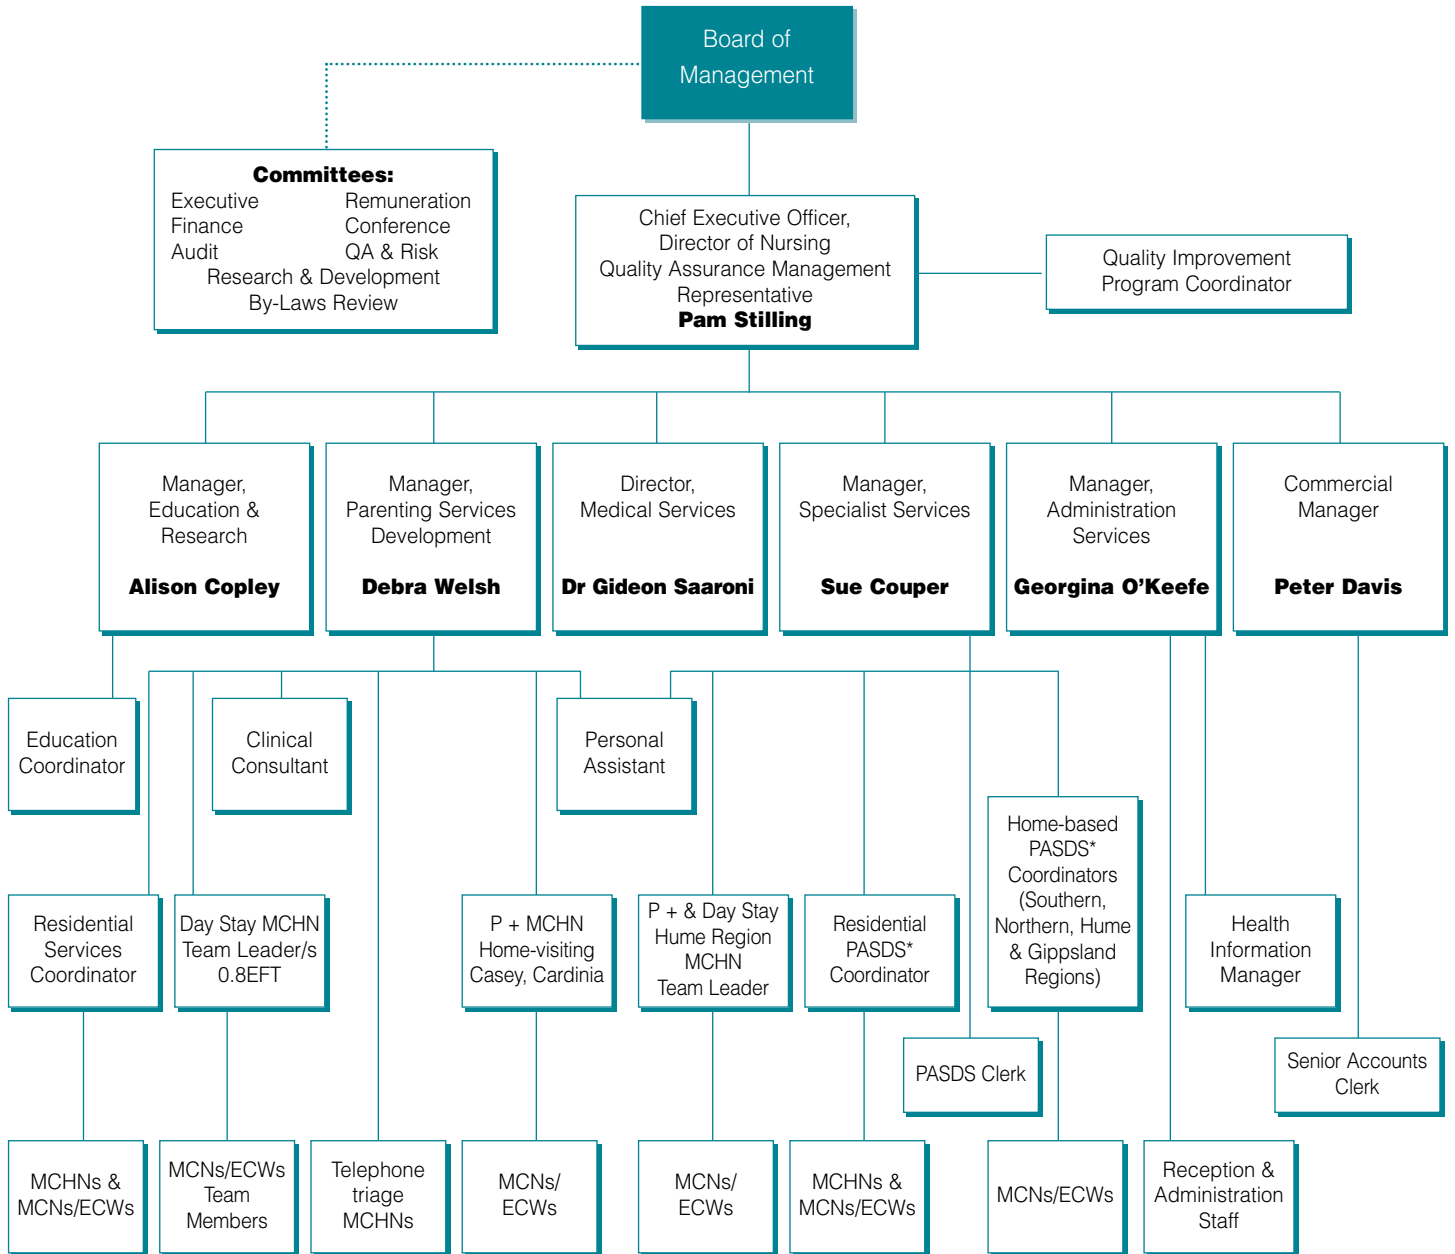 Board of
Management
Committees:
Executive Remuneration
Finance Conference
Audit QA & Risk
Research & Development
By-Laws Review
Chief Executive Officer,
Director of Nursing
Quality Assurance Management
Representative
Pam Stilling
Quality Improvement
Program Coordinator
Manager,
Education &
Research
Alison Copley
Manager,
Parenting Services
Development
Debra Welsh
Director,
Medical Services
Dr Gideon Saaroni
Manager,
Specialist Services
Sue Couper
Manager,
Administration
Services
Georgina O'Keefe
Commercial
Manager
Peter Davis
Education
Coordinator
Clinical
Consultant
Personal
Assistant
Home-based
PASDS*
Coordinators
(Southern,
Northern, Hume
& Gippsland
Regions)
Residential
Services
Coordinator
Day Stay MCHN
Team Leader/s
0.8EFT
P + MCHN
Home-visiting
Casey, Cardinia
P + & Day Stay
Hume Region
MCHN
Team Leader
Residential
PASDS*
Coordinator
Health
Information
Manager
PASDS Clerk
Senior Accounts
Clerk
MCHNs &
MCNs/ECWs
MCNs/ECWs
Team
Members
Telephone
triage
MCHNs
MCNs/
ECWs
MCNs/
ECWs
MCHNs &
MCNs/ECWs
MCNs/ECWs
Reception &
Administration
Staff